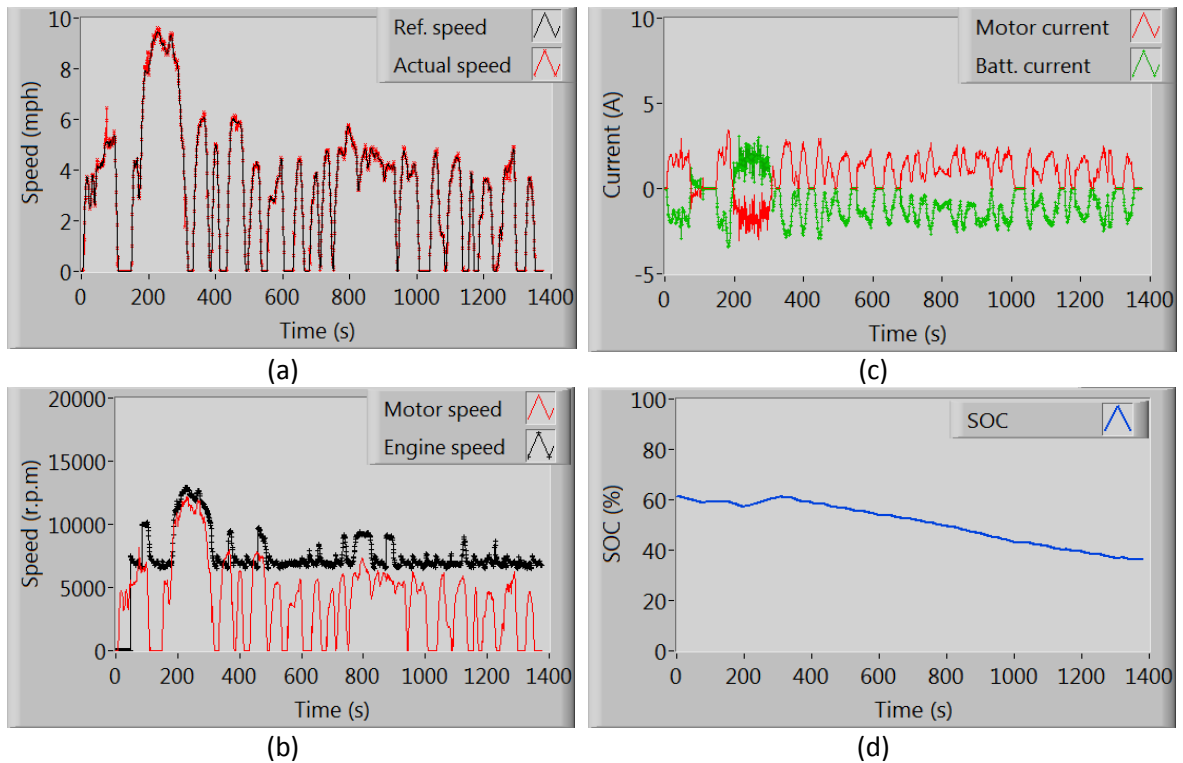 Ref. speed
Actual speed
Speed (mph)
10
8
6
4
2
0
0 200 400 600 800 1000 1200 1400
Time (s)
(a)
Motor current
Batt. current
Current (A)
10
5
0
-5
0 200 400 600 800 1000 1200 1400
Time (s)
(c)
Motor speed
Engine speed
Speed (r.p.m)
20000
15000
10000
5000
0
0 200 400 600 800 1000 1200 1400
Time (s)
(b)
SOC
SOC (%)
100
80
60
40
20
0
0 200 400 600 800 1000 1200 1400
Time (s)
(d)